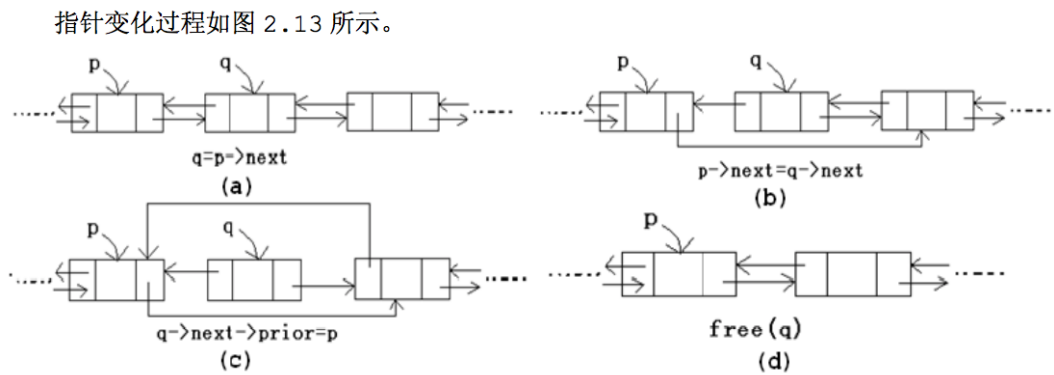 指针变化过程如图 2.13 所示。
p
q
q=p->next
(a)
p
q
p->next=q->next
(b)
p
q
q->next->prior=p
(c)
p
free(q)
(d)